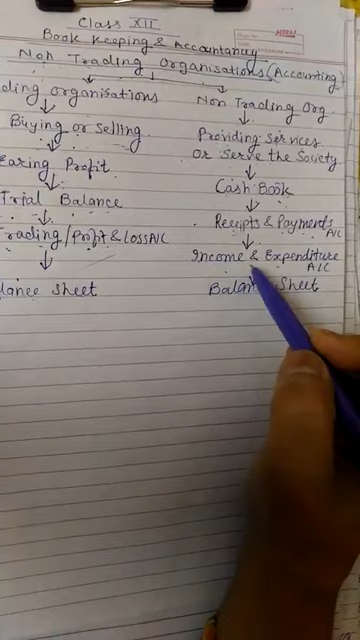 Class XII
Book Keeping & Accountancy
Non Trading Organisations (Accounting)
ding organisations
Non Trading Org.
Buying or Selling
Providing Services
or Serve the Society
Earing Profit
Cash Book
Trial Balance
Receipts & Payments A/C
Trading/Profit & Loss A/C
Income & Expenditure A/C
lance Sheet
Balan Sheet